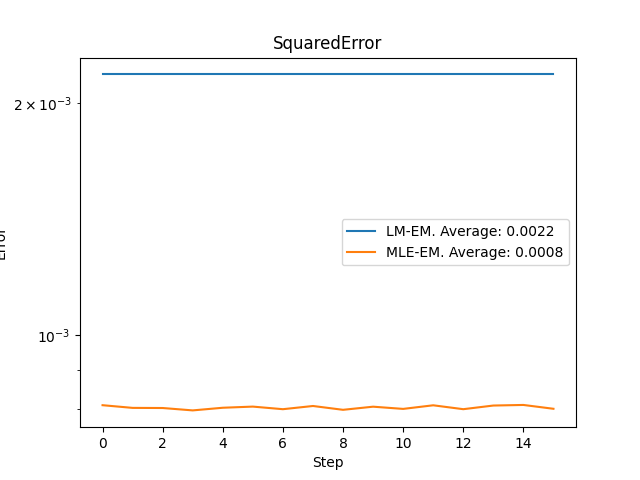 SquaredError
2 × 10⁻³
10⁻³
Error
LM-EM. Average: 0.0022
MLE-EM. Average: 0.0008
0 2 4 6 8 10 12 14
Step